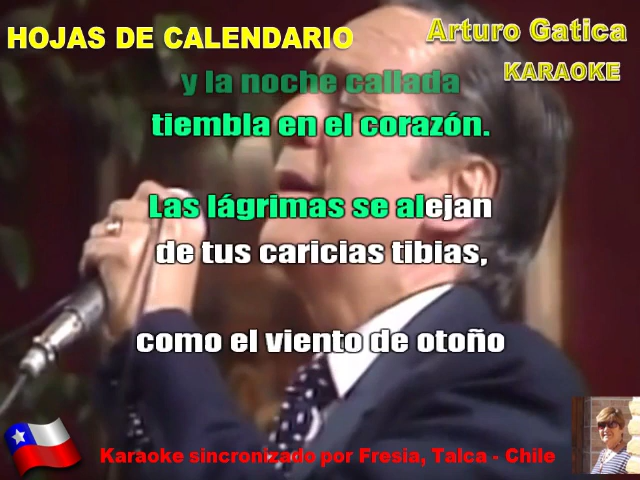 HOJAS DE CALENDARIO
Arturo Gatica
KARAOKE
y la noche callada
tiembla en el corazón.
Las lágrimas se alejan
de tus caricias tibias,
como el viento de otoño
Karaoke sincronizado por Fresia, Talca - Chile